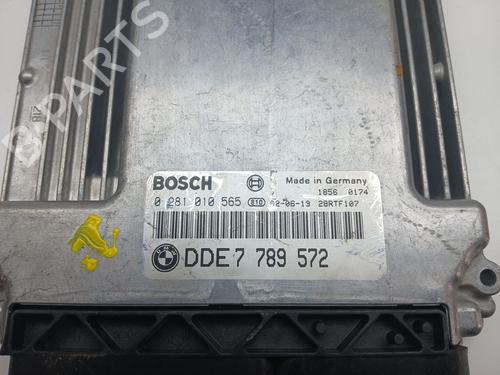 BOSCH
Made in Germany
1856 0174
0 281 010 565 810 02-06-19 28RTF107
DDE 7 789 572
B-PARTS